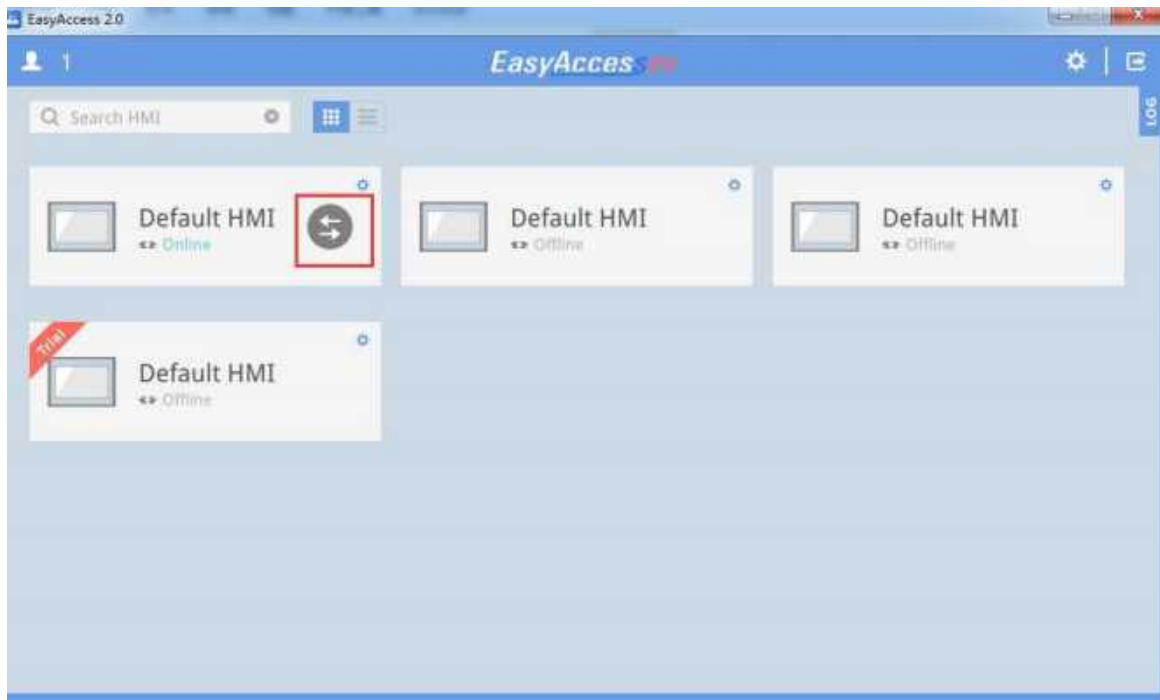 EasyAccess 2.0
1
EasyAccess
LOG
Search HMI
Default HMI
Online
Default HMI
Offline
Default HMI
Offline
Trial
Default HMI
Offline